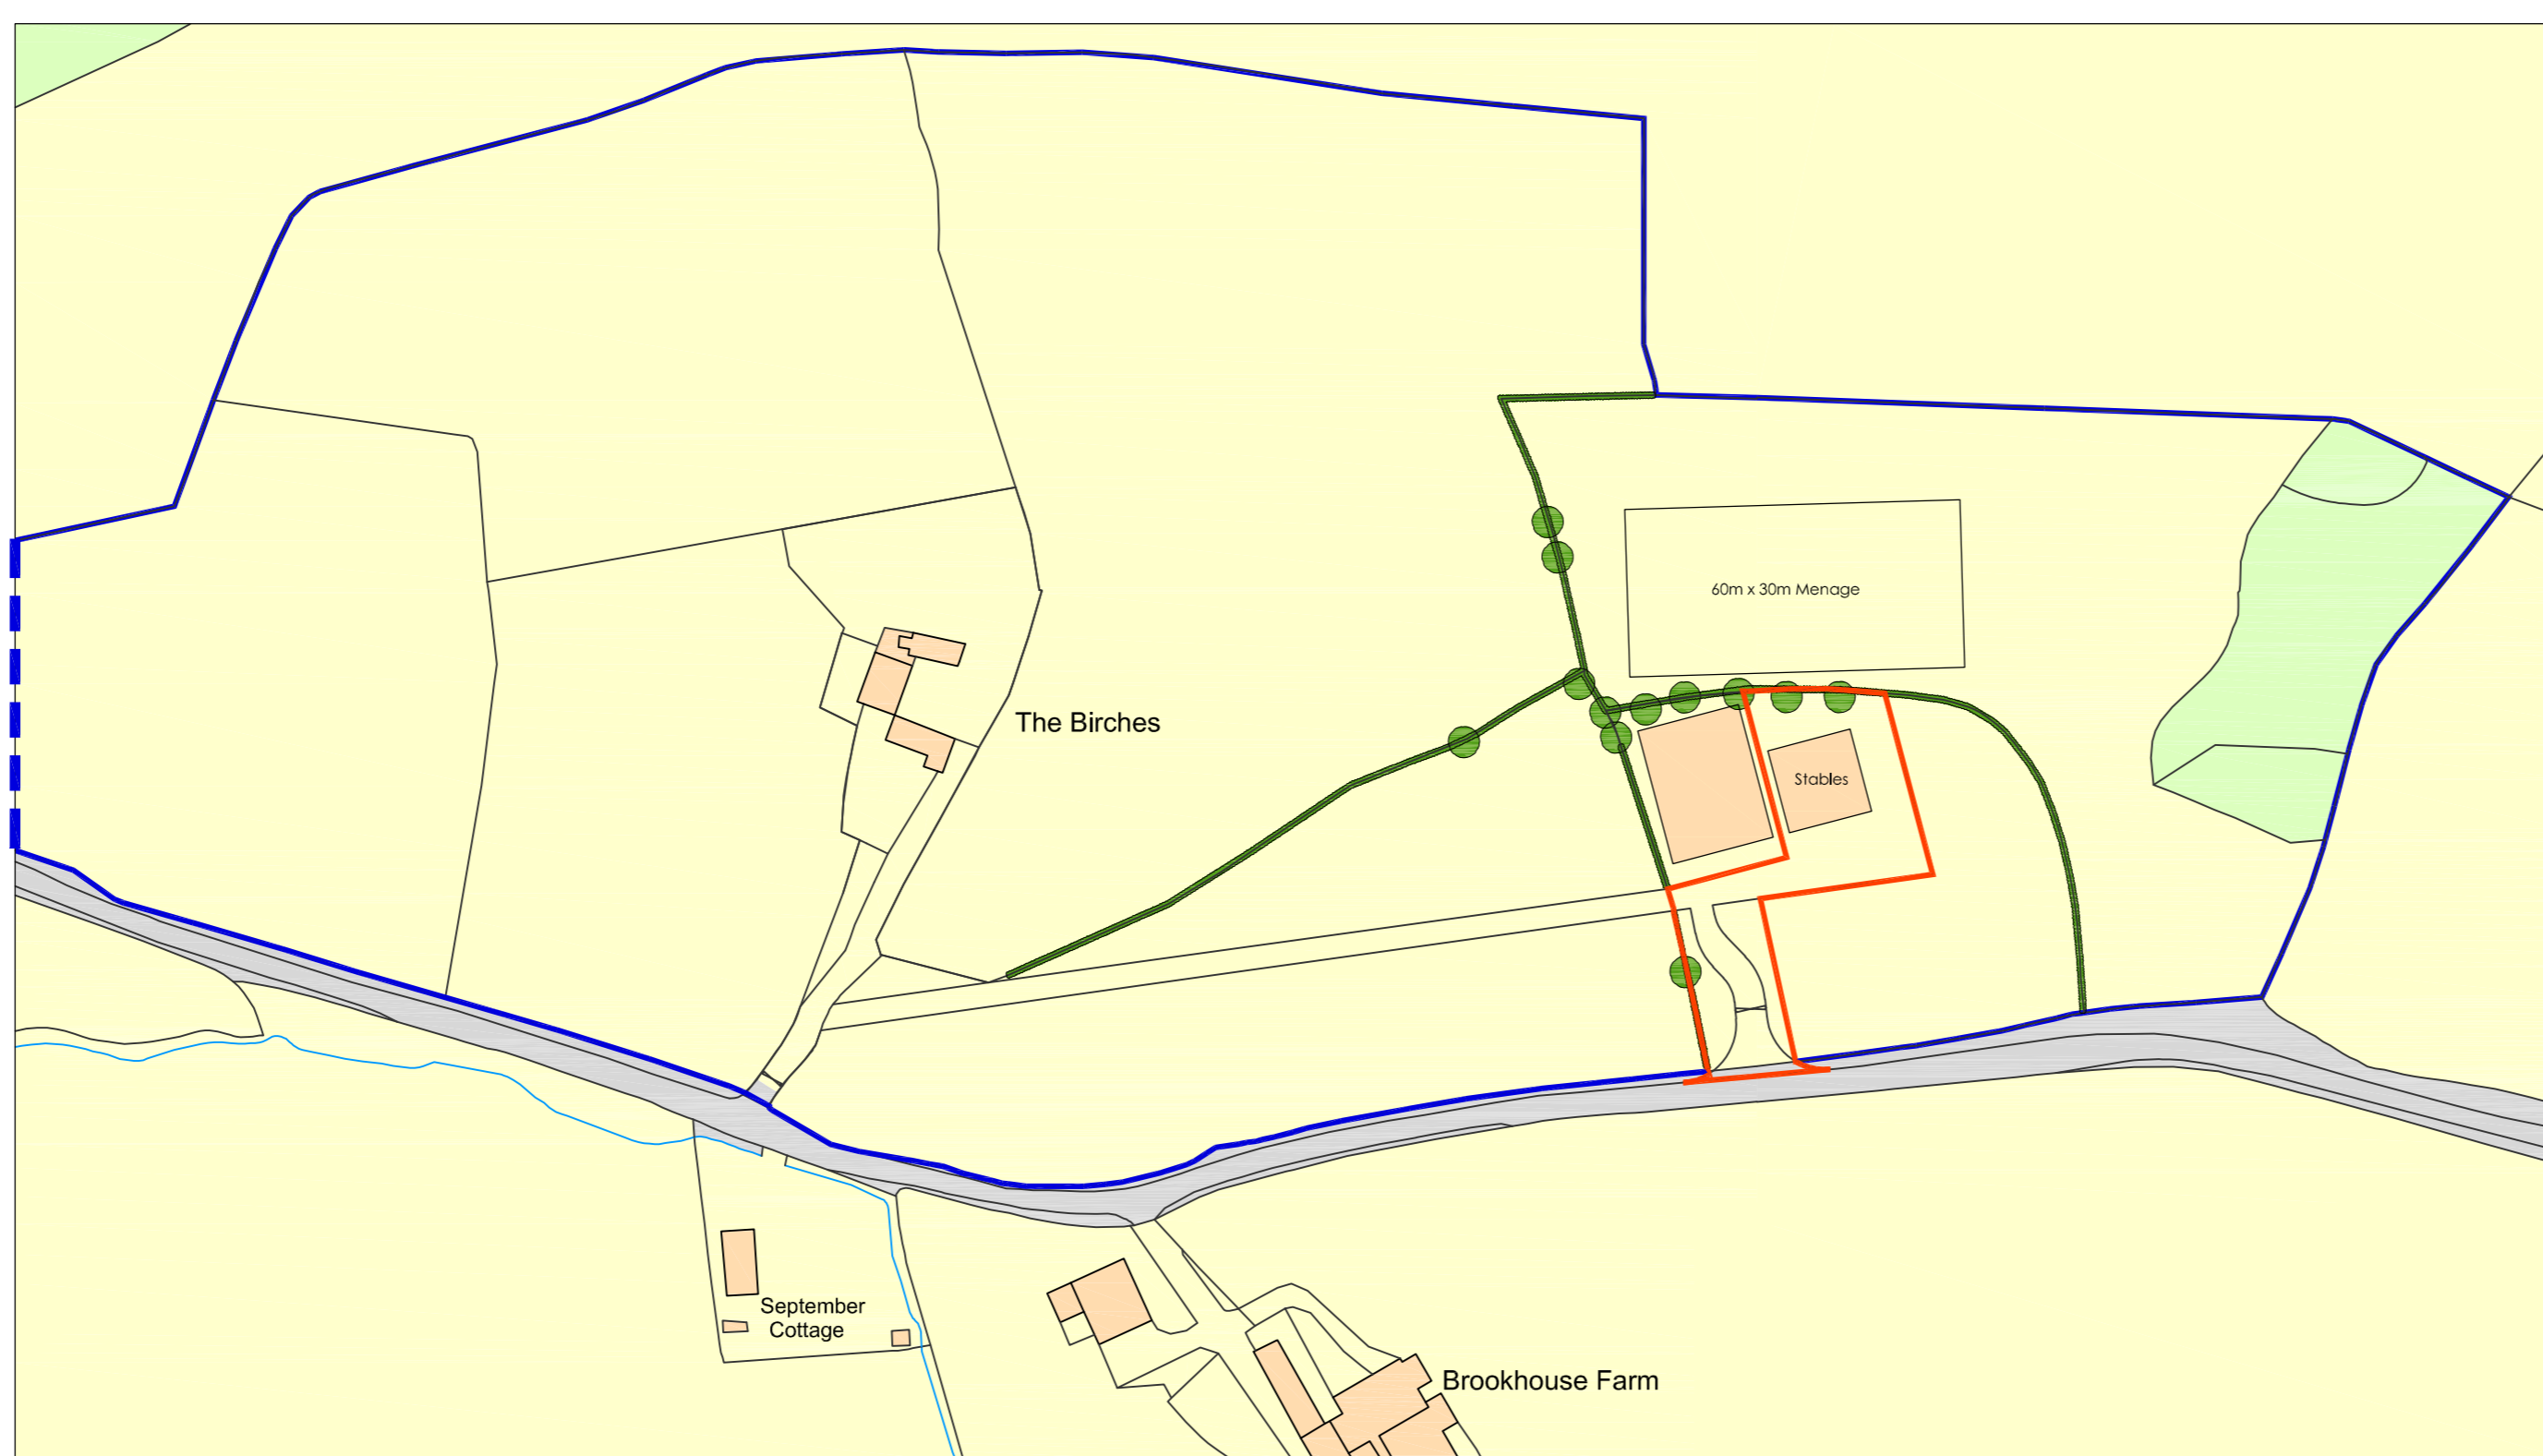 60m x 30m Menage
The Birches
Stables
September
Cottage
Brookhouse Farm